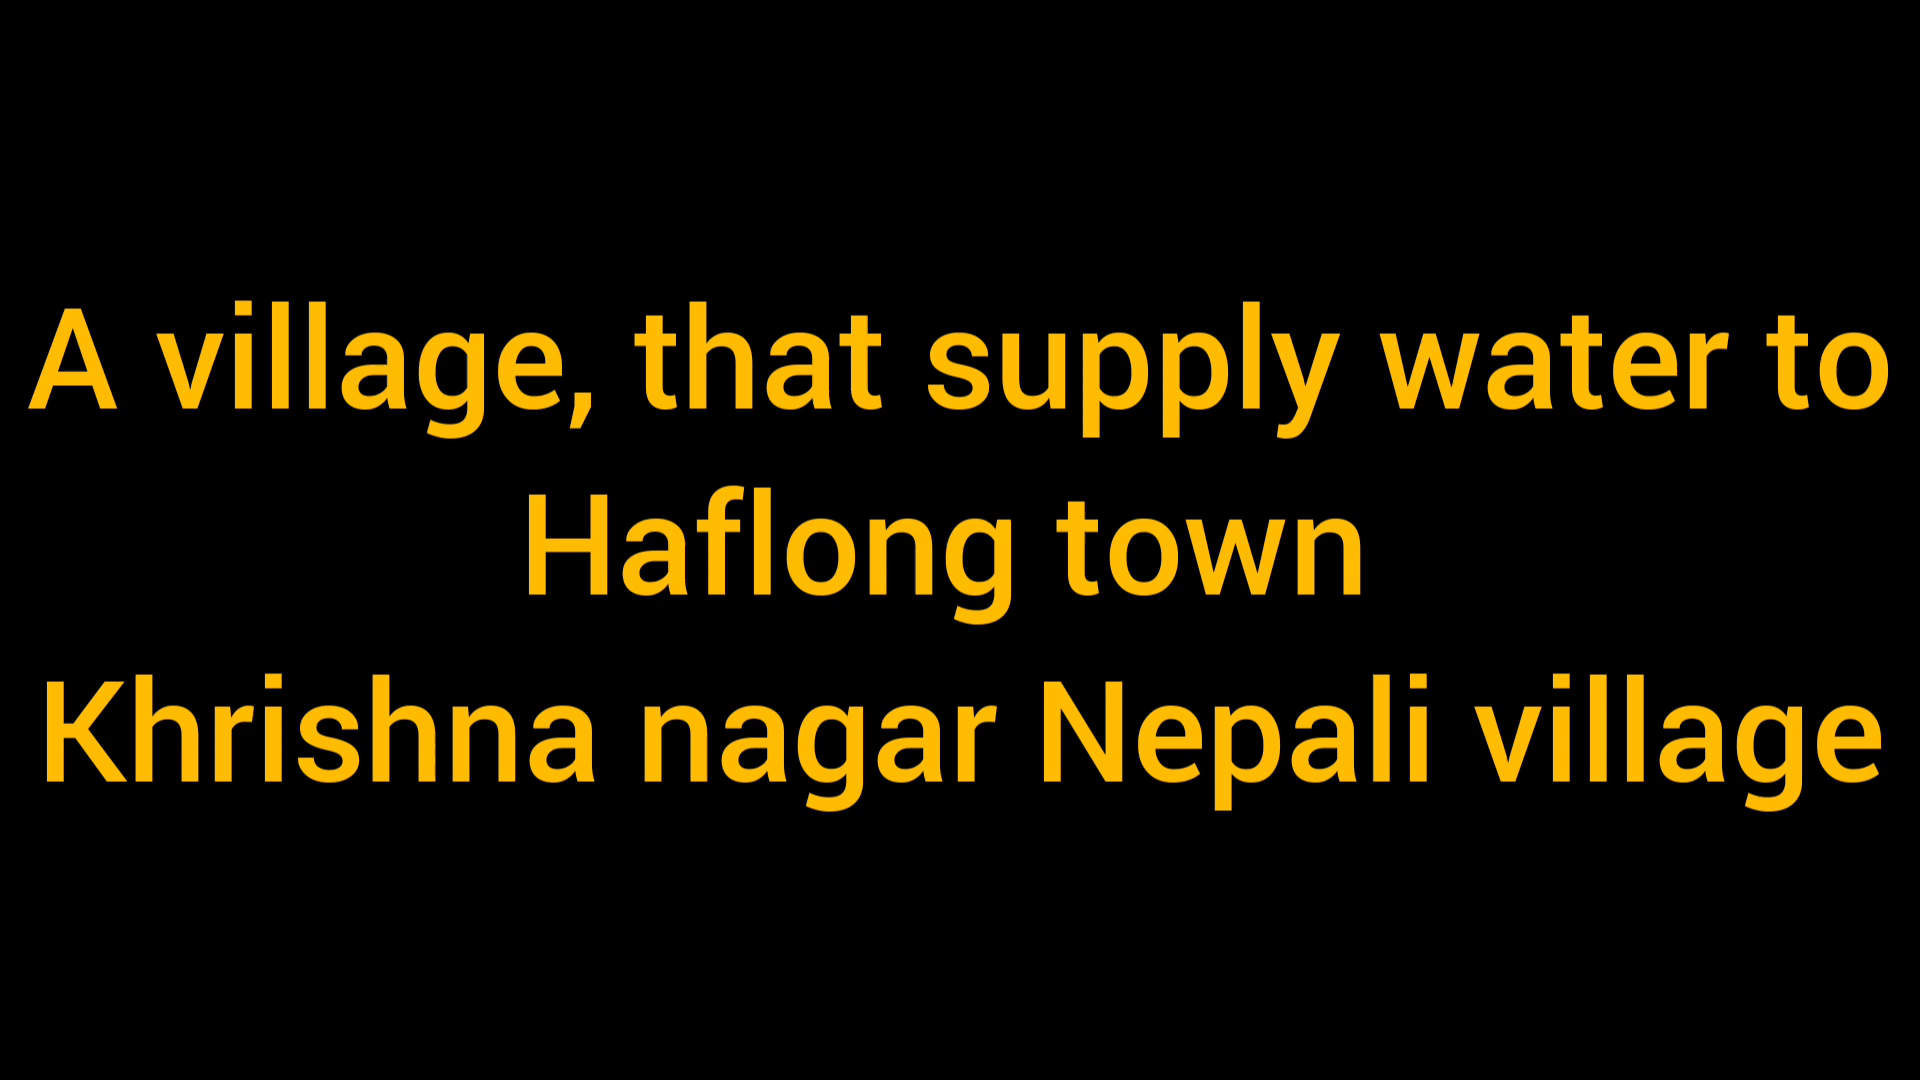 A village, that supply water to
Haflong town
Khrishna nagar Nepali village